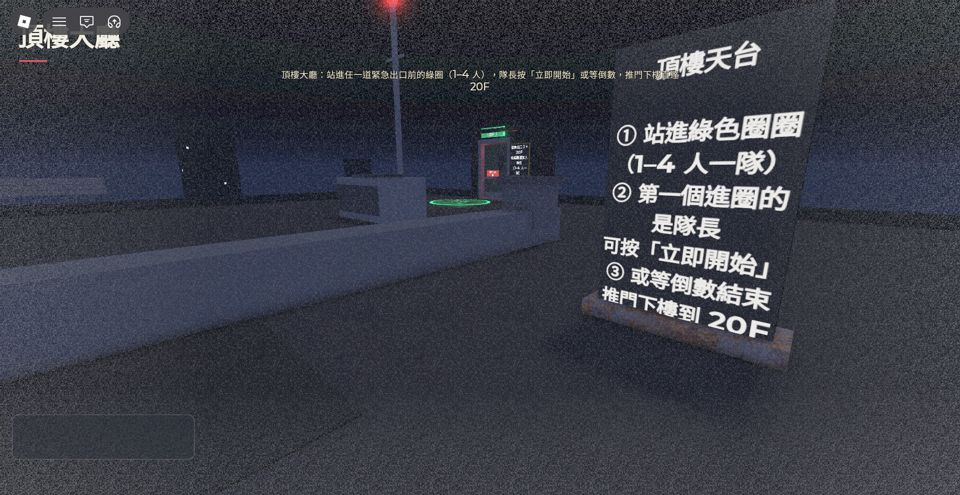 頂樓大廳
頂樓大廳：站進任一道緊急出口前的綠圈（1–4 人），隊長按「立即開始」或等倒數，推門下樓
20F
頂樓天台
① 站進綠色圈圈
（1–4 人一隊）
② 第一個進圈的
是隊長
可按「立即開始」
③ 或等倒數結束
推門下樓到 20F